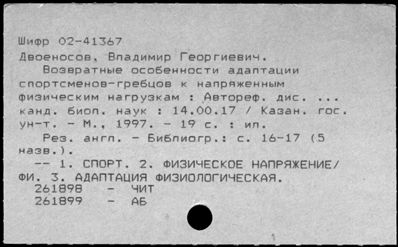 Шифр 02-41367
Двоеносов, Владимир Георгиевич.
Возвратные особенности адаптации
спортсменов-гребцов к напряженным
физическим нагрузкам : Автореф. дис. ...
канд. биол. наук : 14.00.17 / Казан. гос.
ун-т. - М., 1997. - 19 с. : ил.
Рез. англ. - Библиогр.: с. 16-17 (5
назв.).
-- 1. СПОРТ. 2. ФИЗИЧЕСКОЕ НАПРЯЖЕНИЕ/
ФИ. 3. АДАПТАЦИЯ ФИЗИОЛОГИЧЕСКАЯ.
261898 - ЧИТ
261899 - АБ